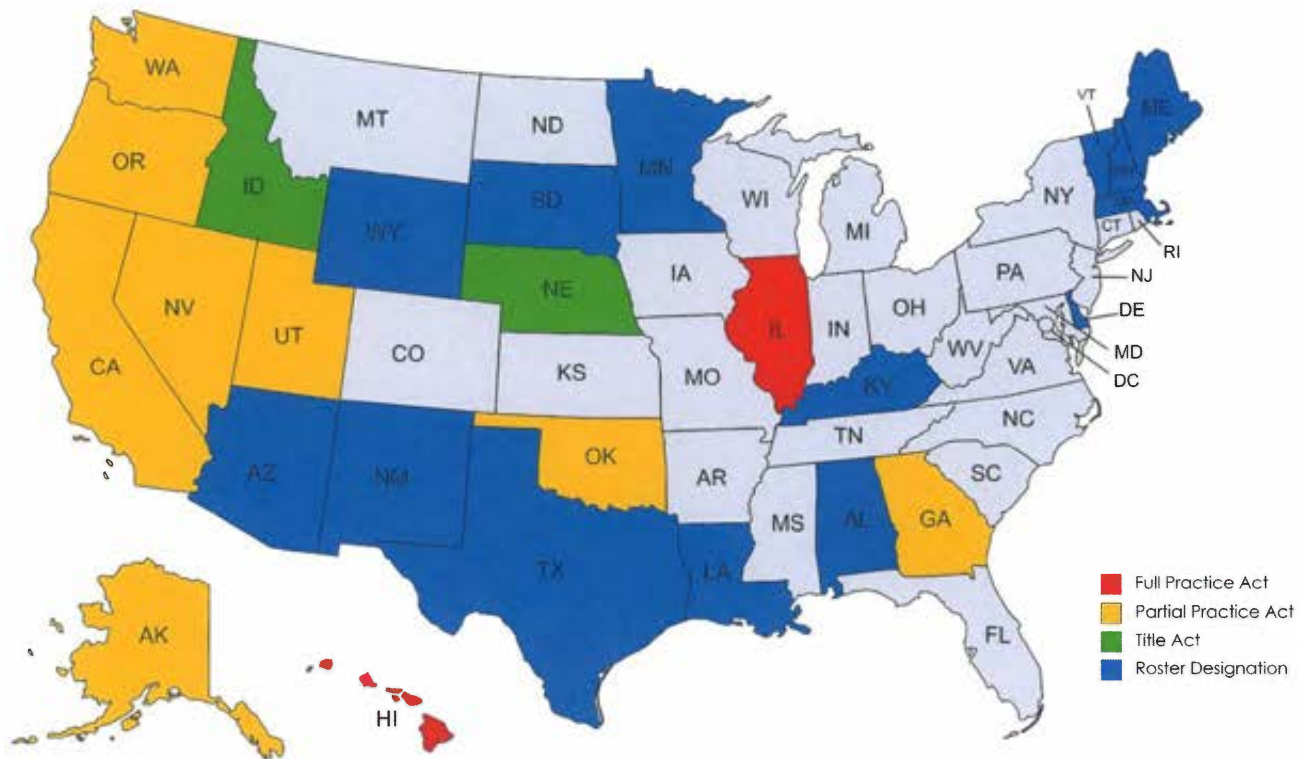 WA
MT
ND
MN
VT
ME
OR
ID
SD
WI
NY
WY
MI
CT
RI
IA
PA
NJ
NE
NV
OH
DE
UT
IL
IN
MD
CA
CO
WV
DC
KS
MO
VA
KY
NC
TN
OK
AZ
NM
AR
SC
MS
AL
GA
TX
LA
Full Practice Act
Partial Practice Act
AK
FL
Title Act
Roster Designation
HI